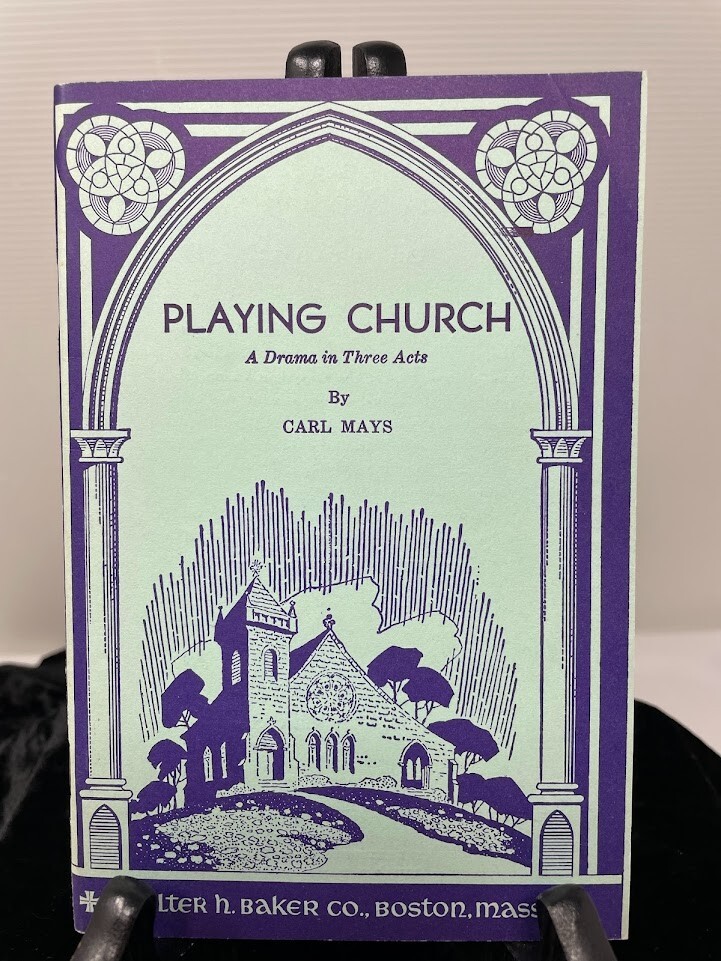 PLAYING CHURCH
A Drama in Three Acts
By
CARL MAYS
LTER H. BAKER CO., BOSTON, MASS